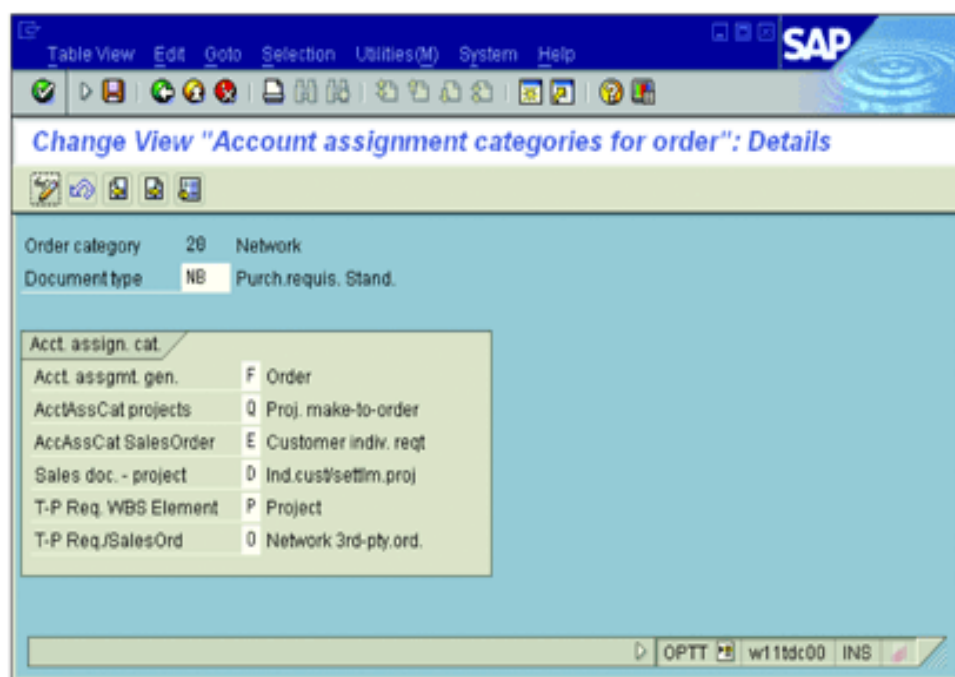 Table View Edit Goto Selection Utilities(M) System Help
SAP
Change View "Account assignment categories for order": Details
Order category 20 Network
Document type NB Purch.requis. Stand.
Acct. assign. cat.
Acct. assgmt. gen. F Order
AcctAssCat projects Q Proj. make-to-order
AccAssCat SalesOrder E Customer indiv. reqt
Sales doc. - project D Ind.cust/settlm.proj
T-P Req. WBS Element P Project
T-P Req./SalesOrd O Network 3rd-pty.ord.
OPTT w11tdc00 INS